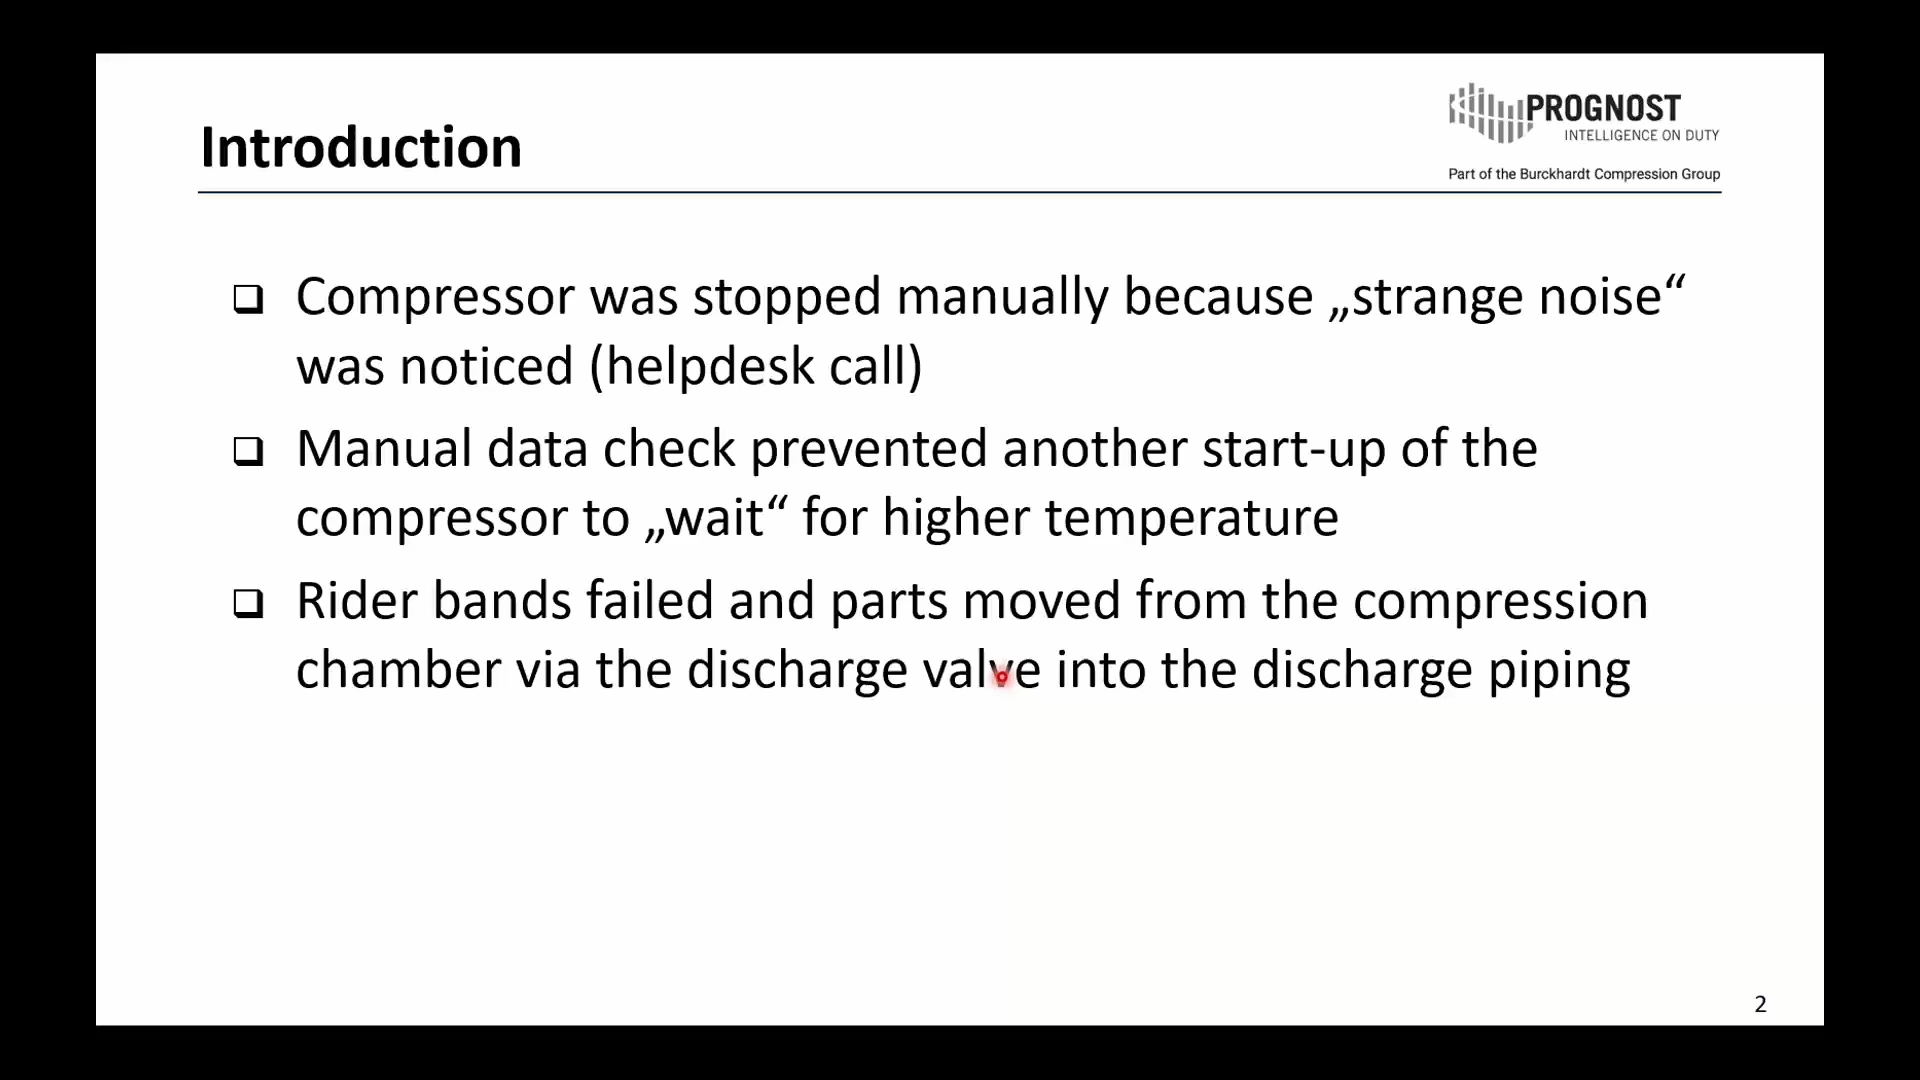 Introduction
PROGNOST
INTELLIGENCE ON DUTY
Part of the Burckhardt Compression Group
Compressor was stopped manually because „strange noise“
was noticed (helpdesk call)
Manual data check prevented another start-up of the
compressor to „wait“ for higher temperature
Rider bands failed and parts moved from the compression
chamber via the discharge valve into the discharge piping
2